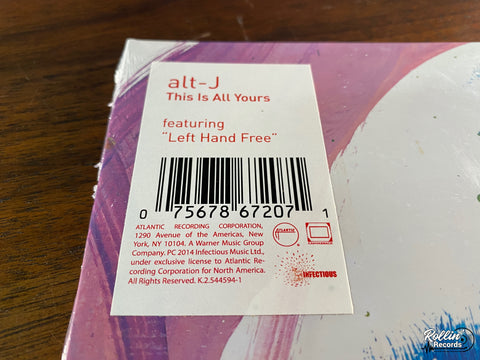 alt-J
This Is All Yours
featuring
"Left Hand Free"
0 75678 67207 1
ATLANTIC RECORDING CORPORATION,
1290 Avenue of the Americas, New
York, NY 10104. A Warner Music Group
Company. PC 2014 Infectious Music Ltd.,
under exclusive license to Atlantic Re-
cording Corporation for North America.
All Rights Reserved. K.2.544594-1
ATLANTIC
INFECTIOUS
Rollin'
Records